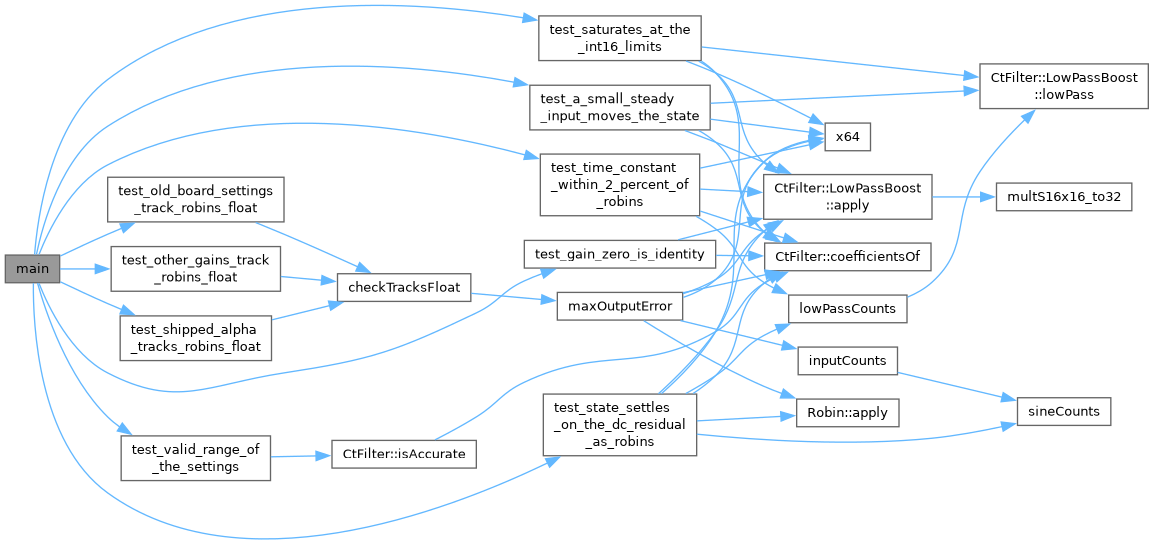 main
test_old_board_settings
_track_robins_float
test_other_gains_track
_robins_float
test_shipped_alpha
_tracks_robins_float
test_valid_range_of
_the_settings
checkTracksFloat
CtFilter::isAccurate
test_saturates_at_the
_int16_limits
test_a_small_steady
_input_moves_the_state
test_time_constant
_within_2_percent_of
_robins
test_gain_zero_is_identity
maxOutputError
test_state_settles
_on_the_dc_residual
_as_robins
x64
CtFilter::LowPassBoost
::apply
CtFilter::coefficientsOf
lowPassCounts
inputCounts
Robin::apply
CtFilter::LowPassBoost
::lowPass
multS16x16_to32
sineCounts